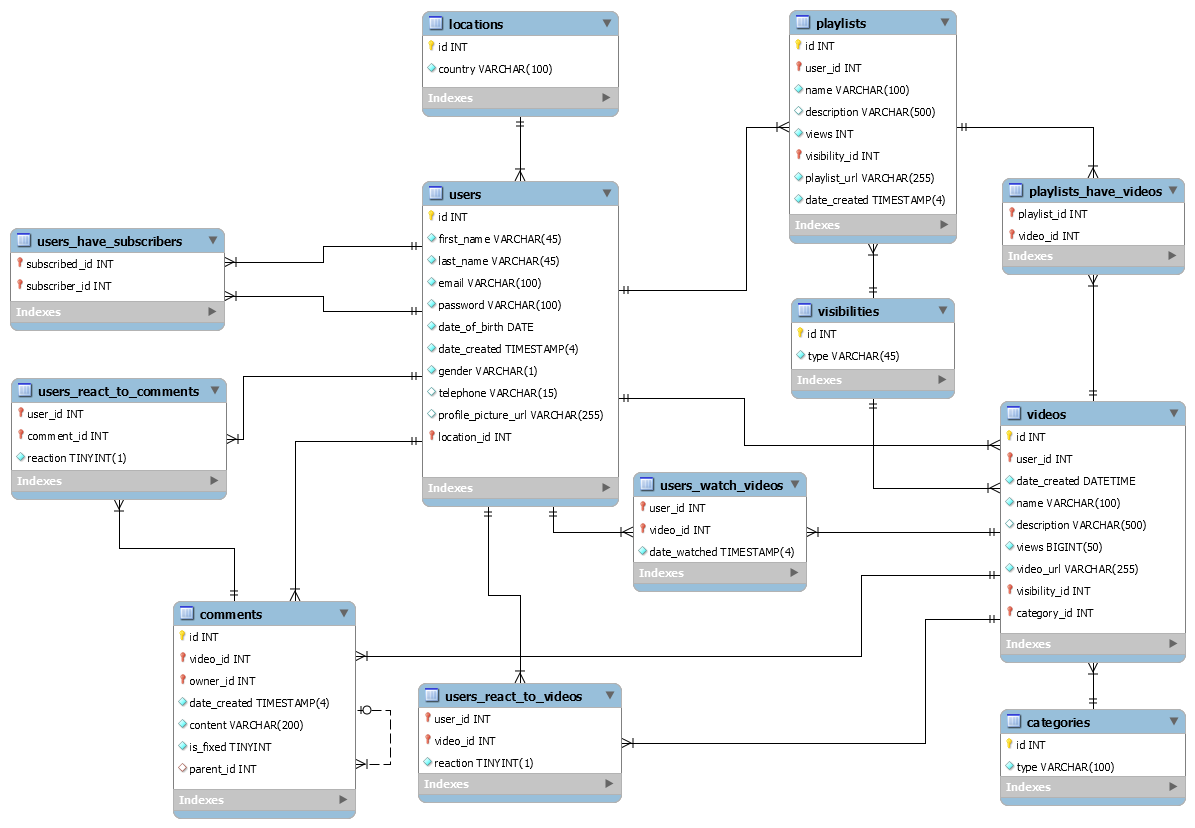 locations
id INT
country VARCHAR(100)
Indexes
playlists
id INT
user_id INT
name VARCHAR(100)
description VARCHAR(500)
views INT
visibility_id INT
playlist_url VARCHAR(255)
date_created TIMESTAMP(4)
Indexes
playlists_have_videos
playlist_id INT
video_id INT
Indexes
users
id INT
first_name VARCHAR(45)
last_name VARCHAR(45)
email VARCHAR(100)
password VARCHAR(100)
date_of_birth DATE
date_created TIMESTAMP(4)
gender VARCHAR(1)
telephone VARCHAR(15)
profile_picture_url VARCHAR(255)
location_id INT
Indexes
users_have_subscribers
subscribed_id INT
subscriber_id INT
Indexes
visibilities
id INT
type VARCHAR(45)
Indexes
users_react_to_comments
user_id INT
comment_id INT
reaction TINYINT(1)
Indexes
videos
id INT
user_id INT
date_created DATETIME
name VARCHAR(100)
description VARCHAR(500)
views BIGINT(50)
video_url VARCHAR(255)
visibility_id INT
category_id INT
Indexes
users_watch_videos
user_id INT
video_id INT
date_watched TIMESTAMP(4)
Indexes
comments
id INT
video_id INT
owner_id INT
date_created TIMESTAMP(4)
content VARCHAR(200)
is_fixed TINYINT
parent_id INT
Indexes
users_react_to_videos
user_id INT
video_id INT
reaction TINYINT(1)
Indexes
categories
id INT
type VARCHAR(100)
Indexes